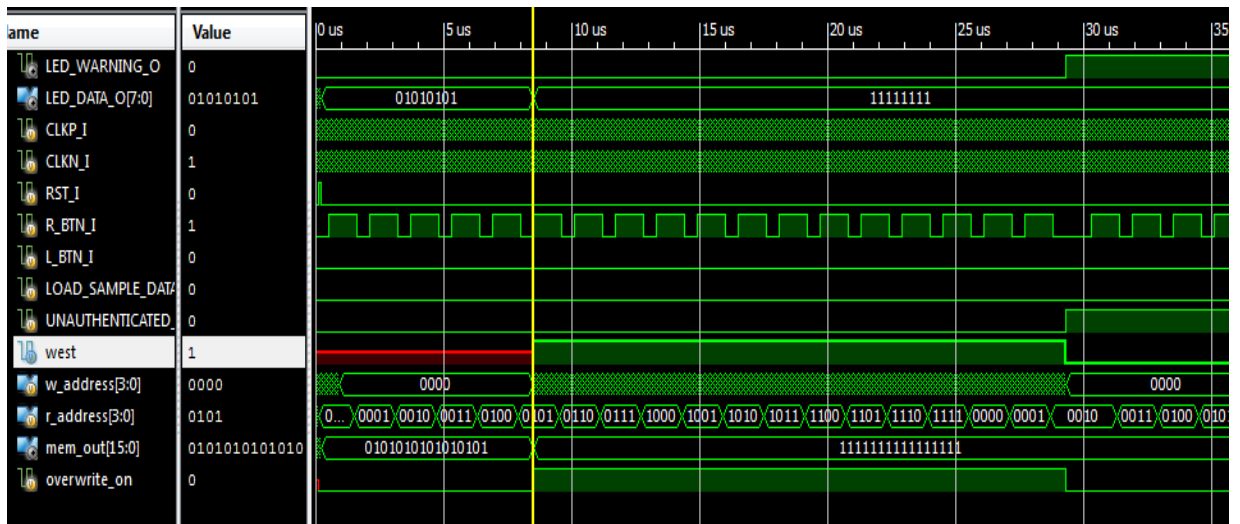 ame Value 0 us 5 us 10 us 15 us 20 us 25 us 30 us 35
LED_WARNING_O 0
LED_DATA_O[7:0] 01010101 01010101 11111111
CLKP_I 0
CLKN_I 1
RST_I 0
R_BTN_I 1
L_BTN_I 0
LOAD_SAMPLE_DATA 0
UNAUTHENTICATED_ 0
west 1
w_address[3:0] 0000 0000 0000
r_address[3:0] 0101 0... 0001 0010 0011 0100 0101 0110 0111 1000 1001 1010 1011 1100 1101 1110 1111 0000 0001 0010 0011 0100 010
mem_out[15:0] 0101010101010 0101010101010101 1111111111111111
overwrite_on 0